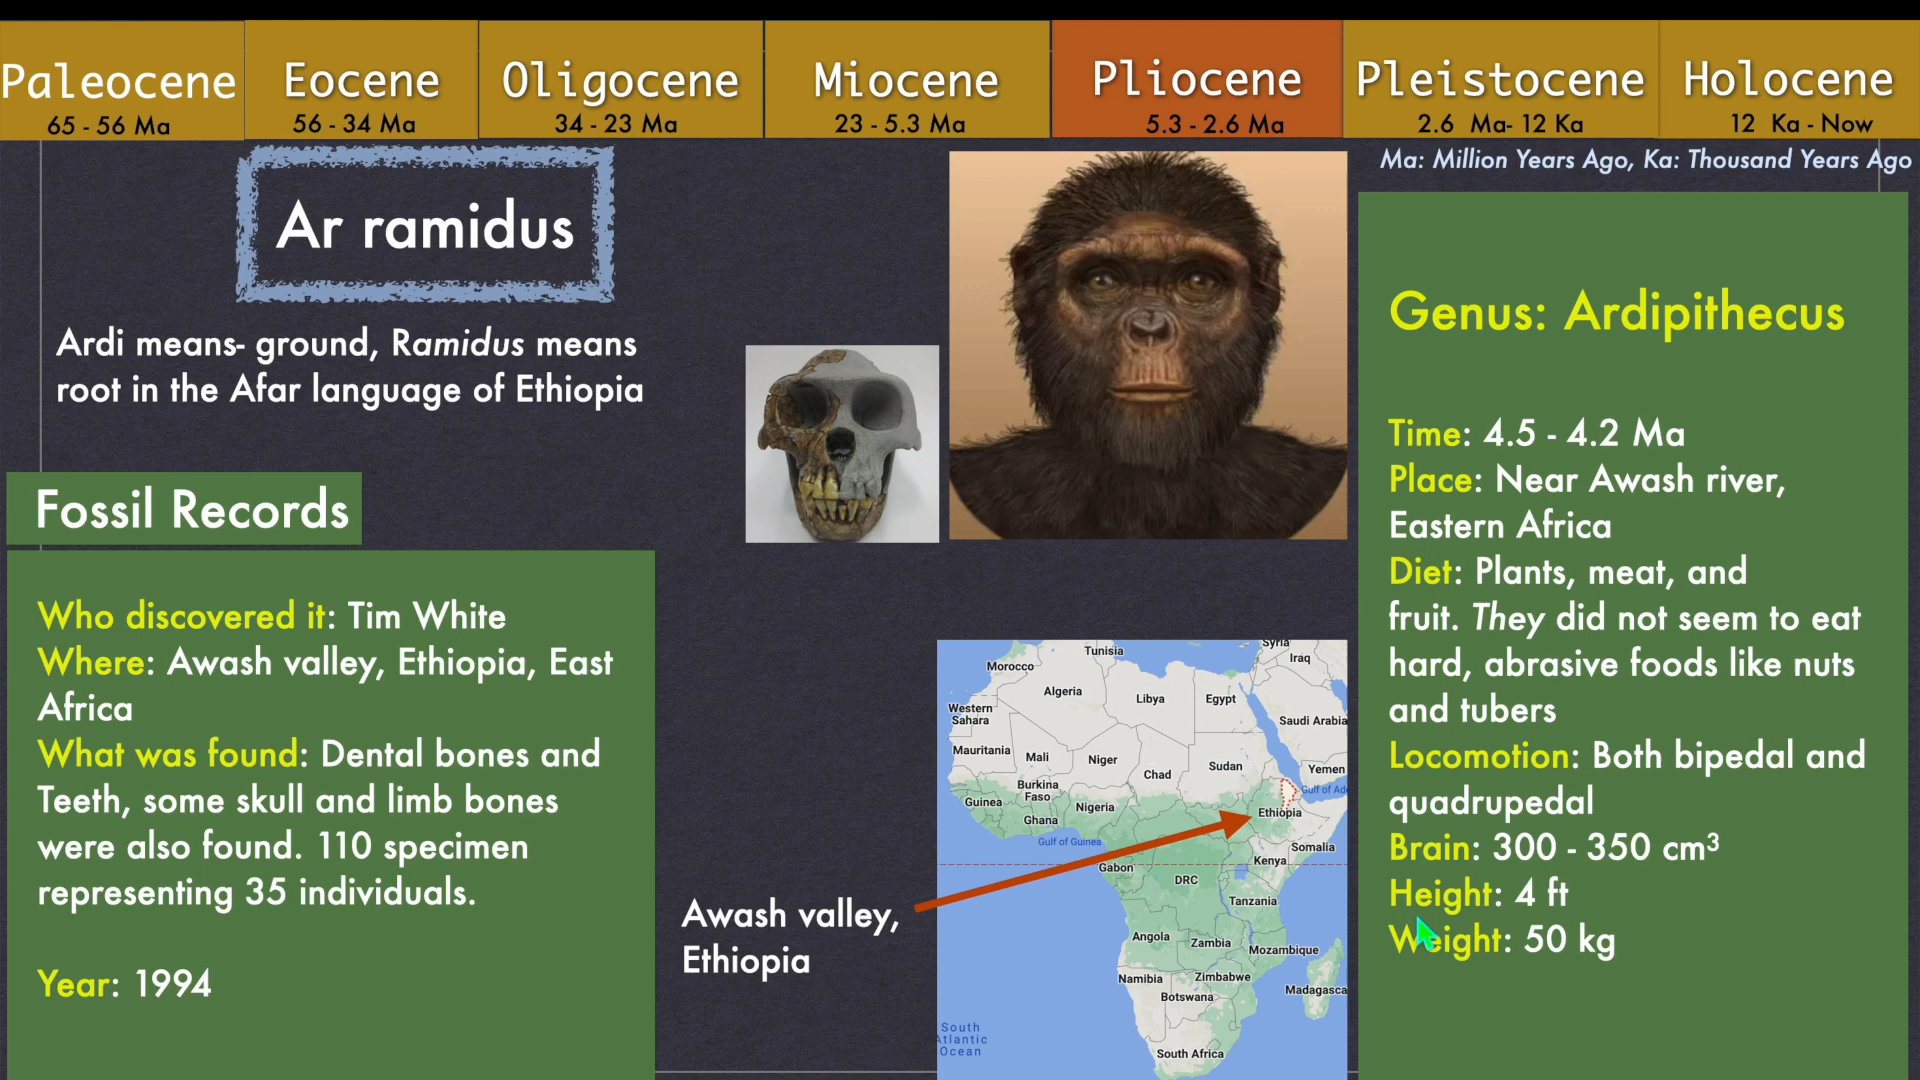 Paleocene
65 - 56 Ma
Eocene
56 - 34 Ma
Oligocene
34 - 23 Ma
Miocene
23 - 5.3 Ma
Pliocene
5.3 - 2.6 Ma
Pleistocene
2.6 Ma- 12 Ka
Holocene
12 Ka - Now
Ma: Million Years Ago, Ka: Thousand Years Ago
Ar ramidus
Ardi means- ground, Ramidus means
root in the Afar language of Ethiopia
Fossil Records
Who discovered it: Tim White
Where: Awash valley, Ethiopia, East
Africa
What was found: Dental bones and
Teeth, some skull and limb bones
were also found. 110 specimen
representing 35 individuals.
Year: 1994
Awash valley,
Ethiopia
Syria
Tunisia
Iraq
Morocco
Algeria
Libya
Egypt
Western
Sahara
Saudi Arabia
Mauritania
Mali
Niger
Sudan
Yemen
Chad
Burkina
Faso
Gulf of Ad
Guinea
Nigeria
Ethiopia
Ghana
Gulf of Guinea
Somalia
Kenya
Gabon
DRC
Tanzania
Angola
Zambia
Mozambique
Namibia
Zimbabwe
Botswana
Madagasca
South
Atlantic
Ocean
South Africa
Genus: Ardipithecus
Time: 4.5 - 4.2 Ma
Place: Near Awash river,
Eastern Africa
Diet: Plants, meat, and
fruit. They did not seem to eat
hard, abrasive foods like nuts
and tubers
Locomotion: Both bipedal and
quadrupedal
Brain: 300 - 350 cm³
Height: 4 ft
Weight: 50 kg